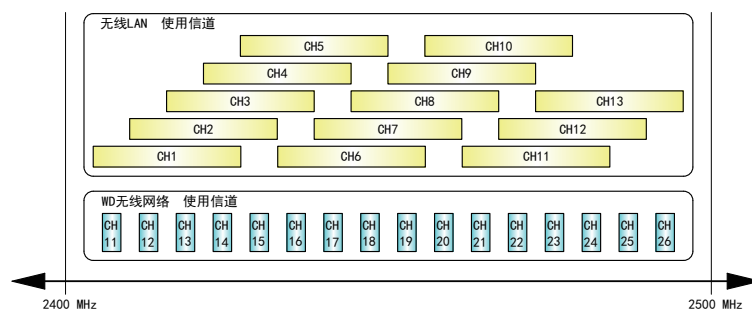 无线LAN 使用信道
CH5 CH10
CH4 CH9
CH3 CH8 CH13
CH2 CH7 CH12
CH1 CH6 CH11
WD无线网络 使用信道
CH CH CH CH CH CH CH CH CH CH CH CH CH CH CH CH
11 12 13 14 15 16 17 18 19 20 21 22 23 24 25 26
2400 MHz 2500 MHz